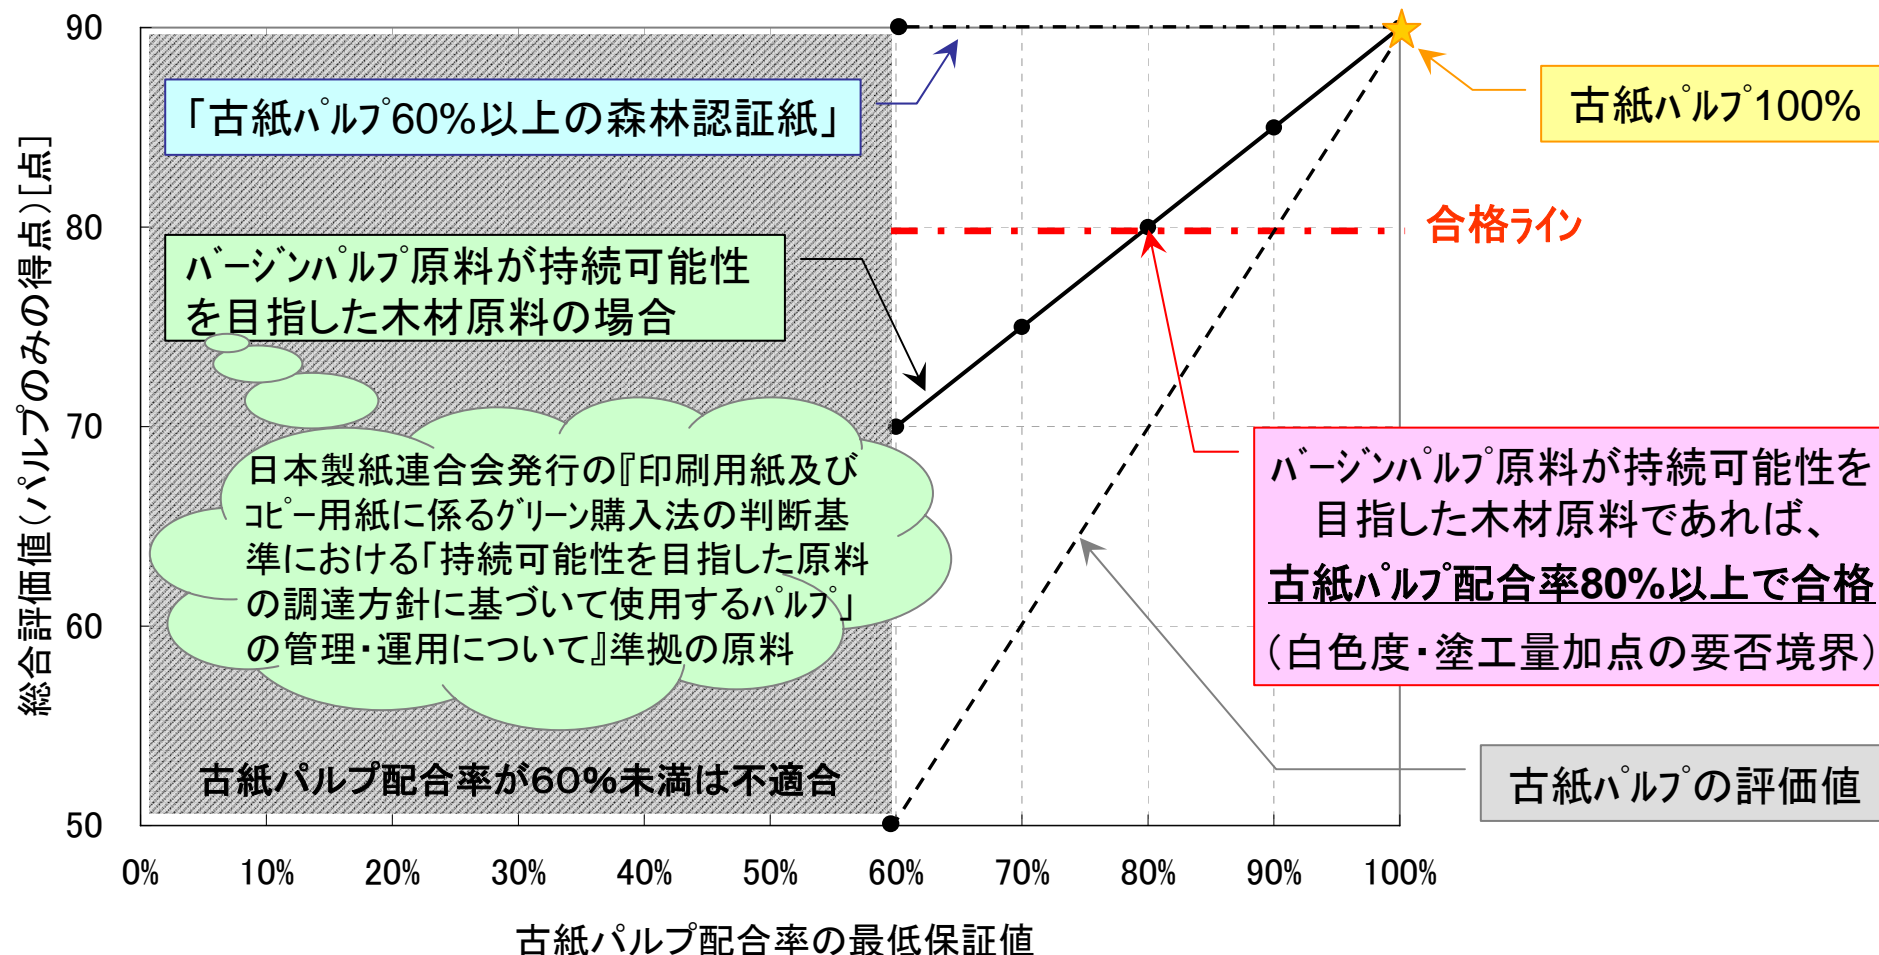 総合評価値(パルプのみの得点)[点]
90
80
70
60
50
「古紙ﾊﾟﾙﾌﾟ60%以上の森林認証紙」
古紙ﾊﾟﾙﾌﾟ100%
合格ﾗｲﾝ
ﾊﾞｰｼﾞﾝﾊﾟﾙﾌﾟ原料が持続可能性
を目指した木材原料の場合
日本製紙連合会発行の『印刷用紙及び
ｺﾋﾟｰ用紙に係るｸﾞﾘｰﾝ購入法の判断基
準における「持続可能性を目指した原料
の調達方針に基づいて使用するﾊﾟﾙﾌﾟ」
の管理・運用について』準拠の原料
ﾊﾞｰｼﾞﾝﾊﾟﾙﾌﾟ原料が持続可能性を
目指した木材原料であれば、
古紙ﾊﾟﾙﾌﾟ配合率80%以上で合格
(白色度・塗工量加点の要否境界)
古紙パルプ配合率が60%未満は不適合
古紙ﾊﾟﾙﾌﾟの評価値
0% 10% 20% 30% 40% 50% 60% 70% 80% 90% 100%
古紙パルプ配合率の最低保証値